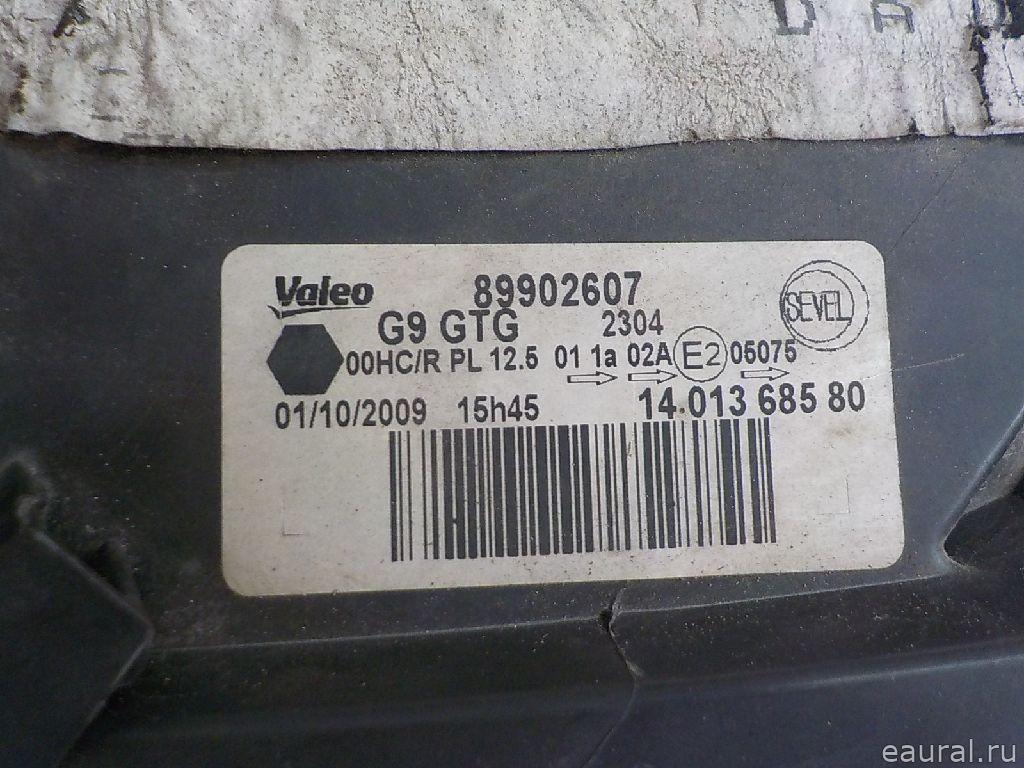 Valeo 89902607 SEVEL
G9 GTG 2304
00HC/R PL 12.5 01 1a 02A E2 05075
01/10/2009 15h45 14.013 685 80
eaural.ru